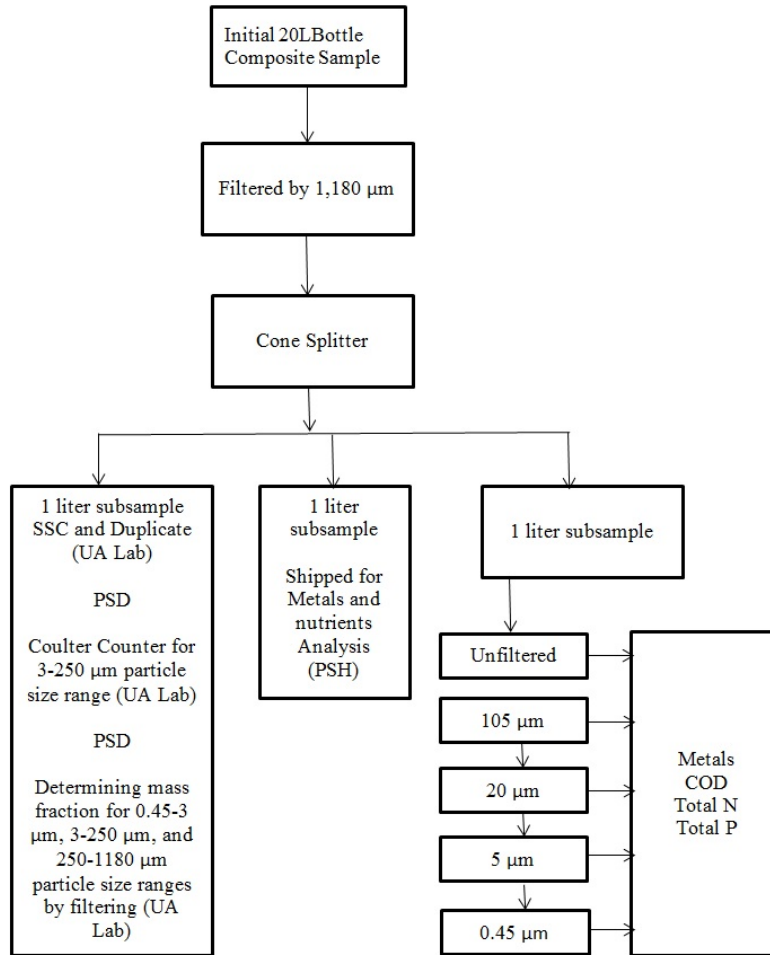 Initial 20LBottle
Composite Sample
Filtered by 1,180 µm
Cone Splitter
1 liter subsample
SSC and Duplicate
(UA Lab)
PSD
Coulter Counter for
3-250 µm particle
size range (UA Lab)
PSD
Determining mass
fraction for 0.45-3
µm, 3-250 µm, and
250-1180 µm
particle size ranges
by filtering (UA
Lab)
1 liter
subsample
Shipped for
Metals and
nutrients
Analysis
(PSH)
1 liter subsample
Unfiltered
105 µm
20 µm
5 µm
0.45 µm
Metals
COD
Total N
Total P